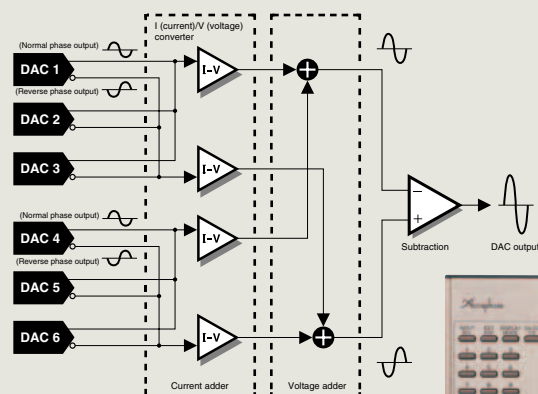 I (current)/V (voltage)
converter
(Normal phase output)
DAC 1
I-V
+
(Reverse phase output)
DAC 2
DAC 3
I-V
−
+
Subtraction
DAC output
(Normal phase output)
DAC 4
I-V
(Reverse phase output)
DAC 5
Accuphase
DAC 6
I-V
+
Current adder
Voltage adder